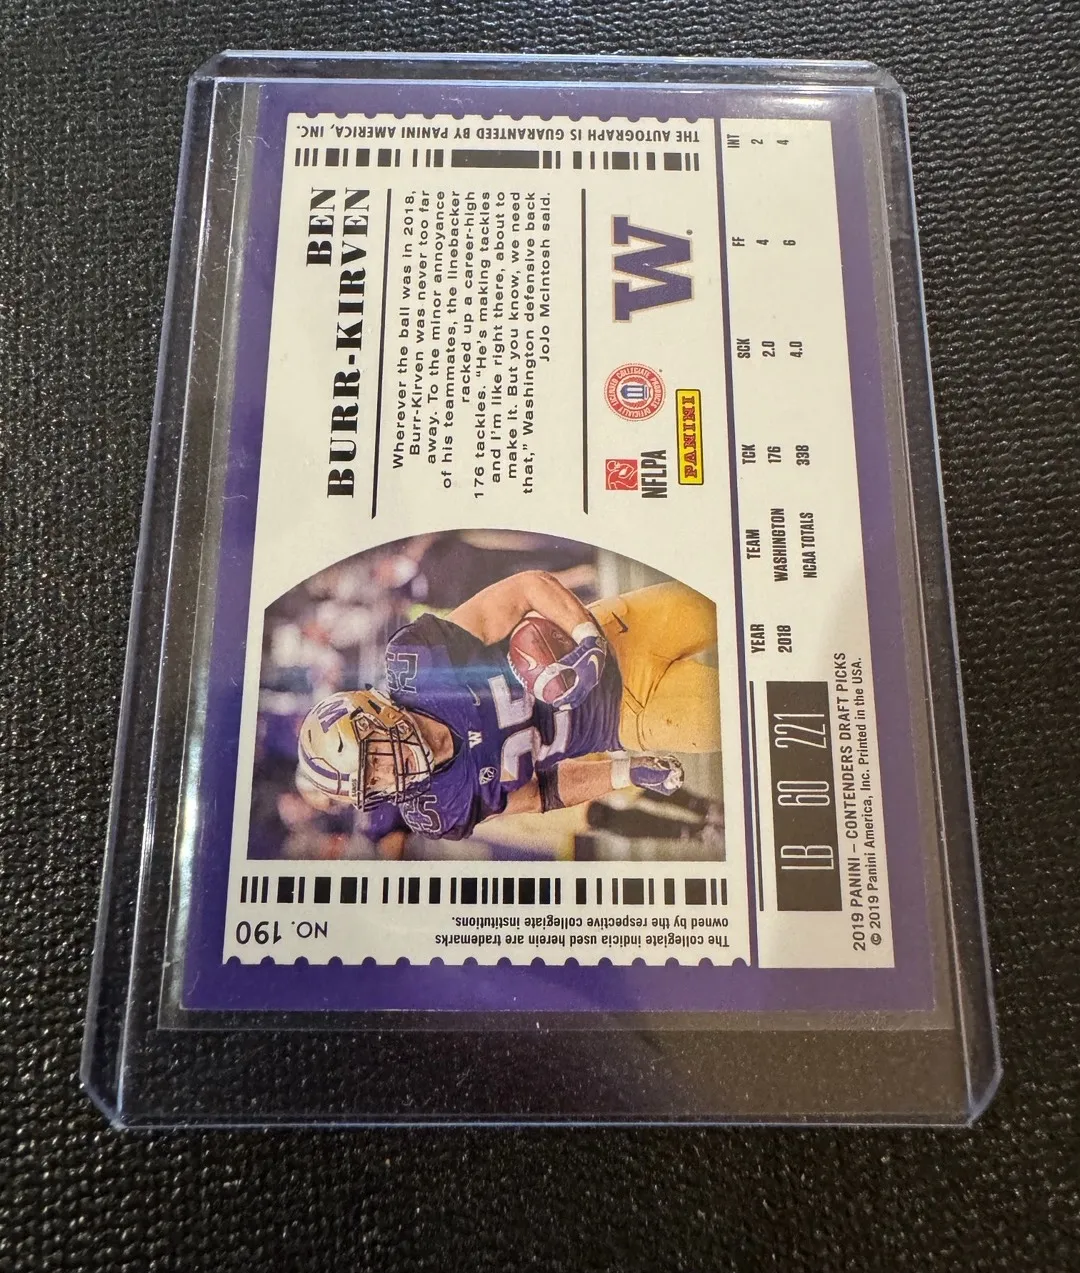 THE AUTOGRAPH IS GUARANTEED BY PANINI AMERICA, INC.
BEN
BURR-KIRVEN
Wherever the ball was in 2018,
Burr-Kirven was never too far
away. To the minor annoyance
of his teammates, the linebacker
racked up a career-high
176 tackles. "He's making tackles
and I'm like right there, about to
make it. But you know, we need
that," Washington defensive back
JoJo McIntosh said.
W
OFFICIALLY LICENSED COLLEGIATE PRODUCTS
NFLPA
PANINI
W
W
25
NO. 190
The collegiate indicia used herein are trademarks
owned by the respective collegiate institutions.
LB 60 221
YEAR TEAM TCK SCK FF INT
2018 WASHINGTON 176 2.0 4 2
NCAA TOTALS 338 4.0 6 4
2019 PANINI – CONTENDERS DRAFT PICKS
© 2019 Panini America, Inc. Printed in the USA.